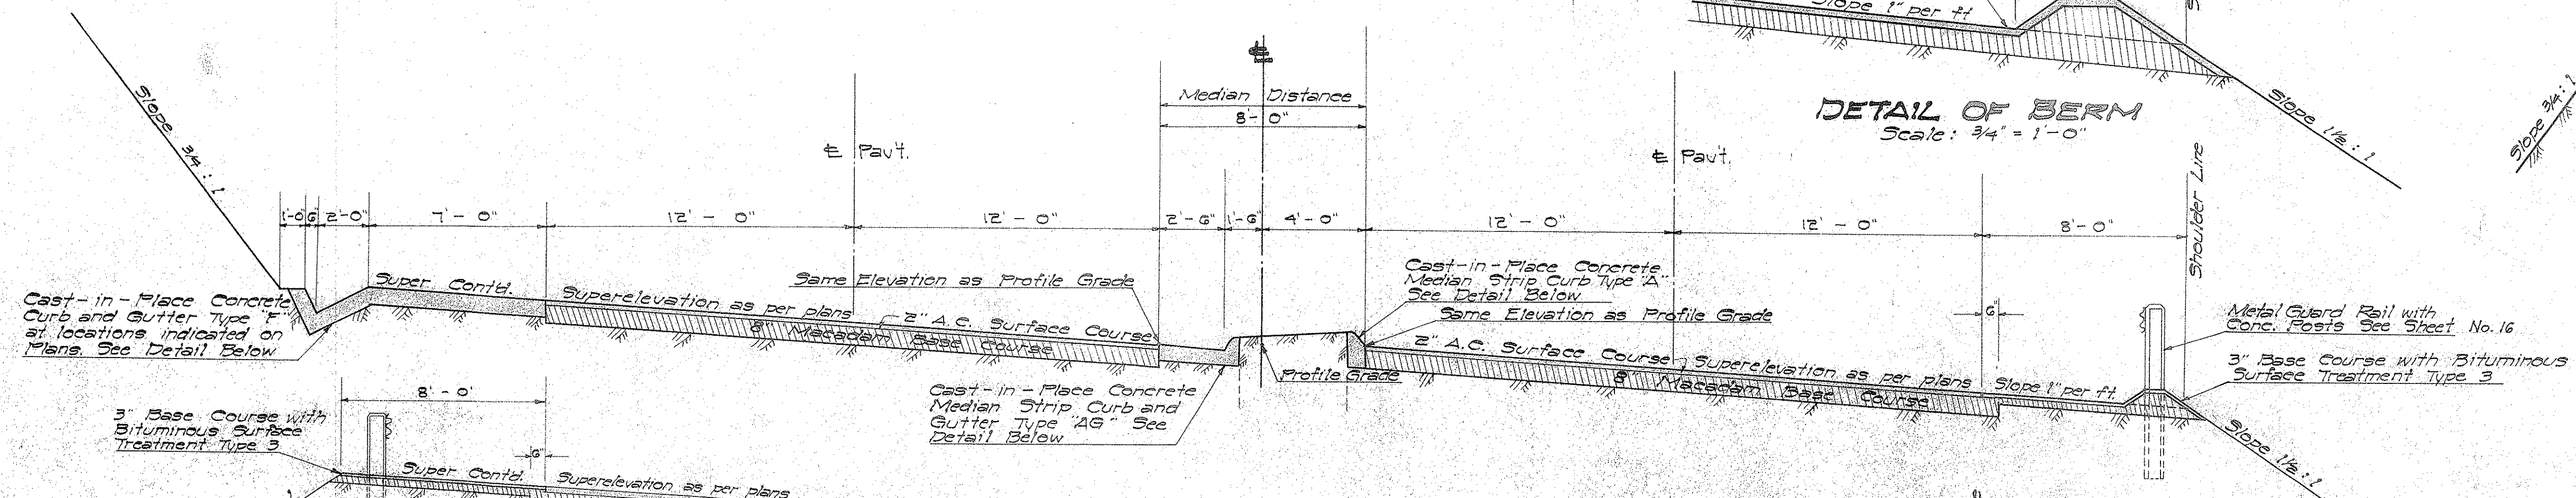 Slope 1" per ft
DETAIL OF BERM
Scale: 3/4" = 1'-0"
Slope 1½ : 1
Slope 3/4 : 1
Slope 3/4 : 1
Median Distance
8'-0"
℄ Pav't.
℄
℄ Pav't.
Shoulder Line
1'-0" 6" 2'-0" 7'-0" 12'-0" 12'-0" 2'-6" 1'-6" 4'-0" 12'-0" 12'-0" 8'-0"
Cast-in-Place Concrete
Curb and Gutter Type "F"
at locations indicated on
Plans. See Detail Below
Super Contd.
Superelevation as per plans
Same Elevation as Profile Grade
2" A.C. Surface Course
8" Macadam Base Course
Cast-in-Place Concrete
Median Strip Curb and
Gutter Type "AG" See
Detail Below
Profile Grade
Cast-in-Place Concrete
Median Strip Curb Type "A"
See Detail Below
Same Elevation as Profile Grade
2" A.C. Surface Course
Superelevation as per plans
8" Macadam Base Course
6"
Slope 1" per ft.
Metal Guard Rail with
Conc. Posts See Sheet No. 16
3" Base Course with Bituminous
Surface Treatment Type 3
Slope 1½ : 1
8'-0"
3" Base Course with
Bituminous Surface
Treatment Type 3
6"
Super Contd.
Superelevation as per plans